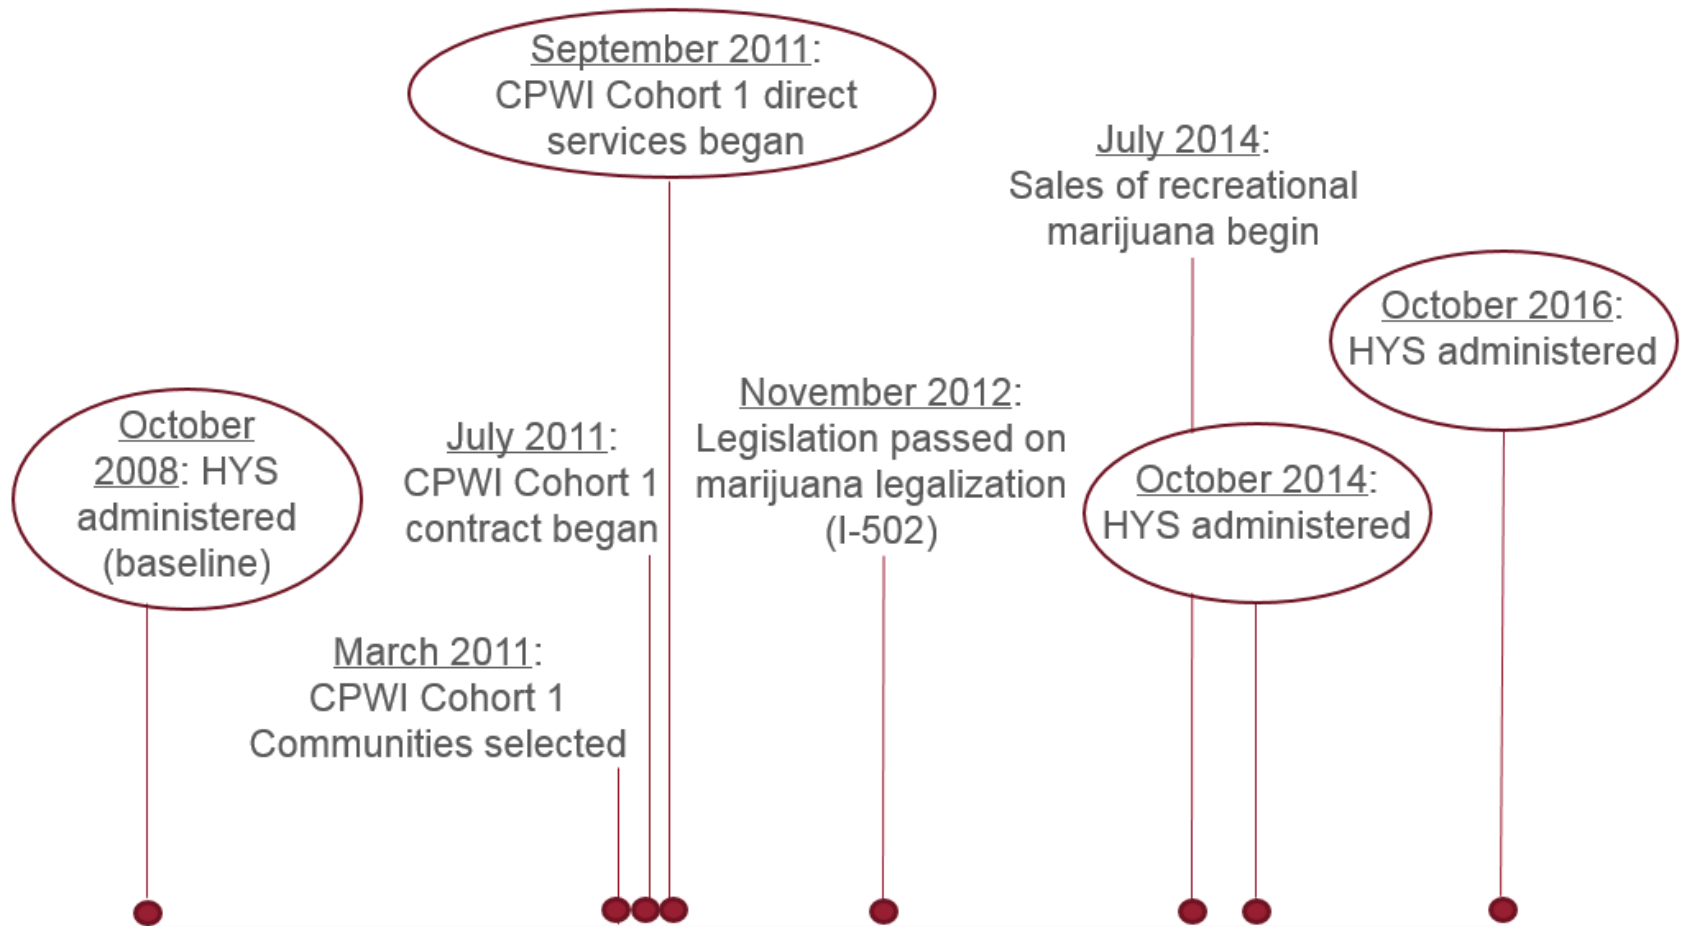 September 2011:
CPWI Cohort 1 direct
services began
July 2014:
Sales of recreational
marijuana begin
October 2016:
HYS administered
October
2008: HYS
administered
(baseline)
July 2011:
CPWI Cohort 1
contract began
November 2012:
Legislation passed on
marijuana legalization
(I-502)
October 2014:
HYS administered
March 2011:
CPWI Cohort 1
Communities selected